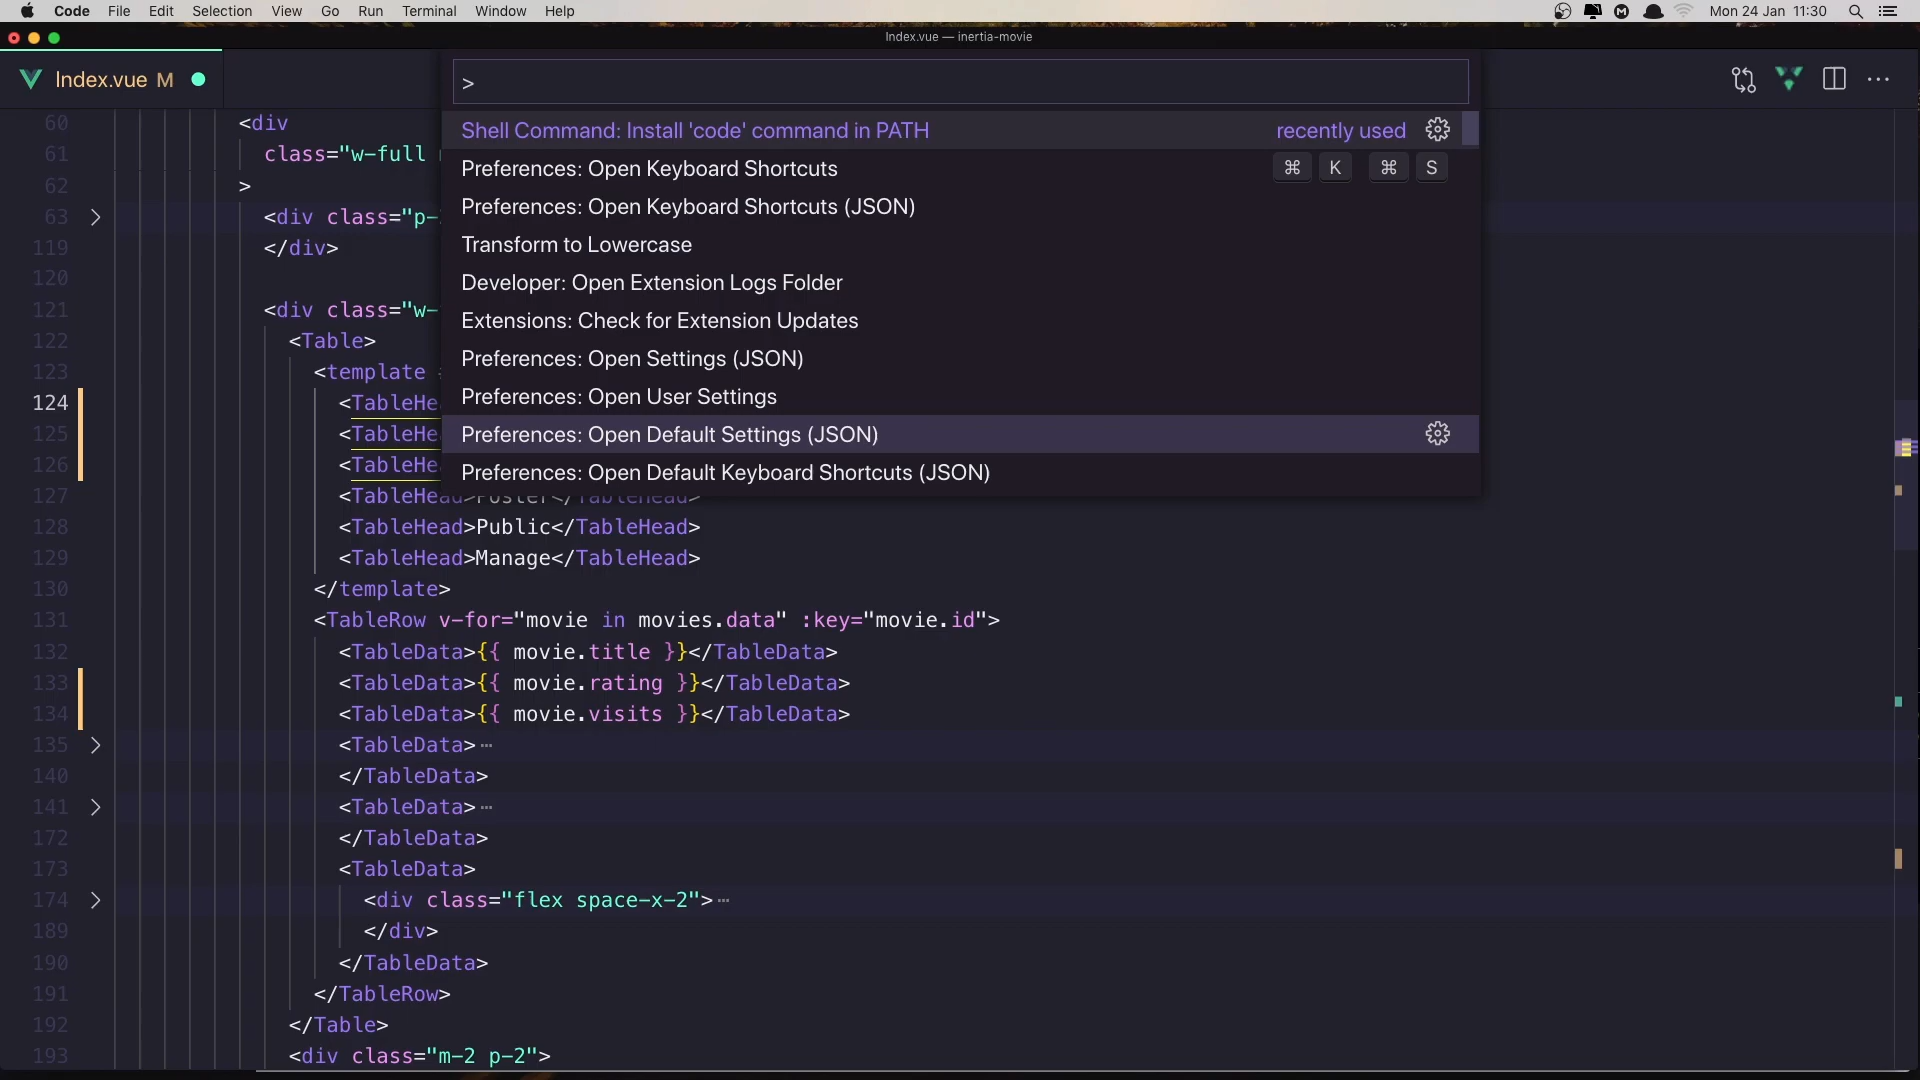 Code File Edit Selection View Go Run Terminal Window Help Mon 24 Jan 11:30
Index.vue — inertia-movie
Index.vue M
>
Shell Command: Install 'code' command in PATH recently used
Preferences: Open Keyboard Shortcuts ⌘ K ⌘ S
Preferences: Open Keyboard Shortcuts (JSON)
Transform to Lowercase
Developer: Open Extension Logs Folder
Extensions: Check for Extension Updates
Preferences: Open Settings (JSON)
Preferences: Open User Settings
Preferences: Open Default Settings (JSON)
Preferences: Open Default Keyboard Shortcuts (JSON)
60 <div
61 class="w-full
62 >
63 <div class="p-
119 </div>
120
121 <div class="w-
122 <Table>
123 <template
124 <TableHe
125 <TableHe
126 <TableHe
127 <TableHead>Poster</TableHead>
128 <TableHead>Public</TableHead>
129 <TableHead>Manage</TableHead>
130 </template>
131 <TableRow v-for="movie in movies.data" :key="movie.id">
132 <TableData>{{ movie.title }}</TableData>
133 <TableData>{{ movie.rating }}</TableData>
134 <TableData>{{ movie.visits }}</TableData>
135 <TableData>…
140 </TableData>
141 <TableData>…
172 </TableData>
173 <TableData>
174 <div class="flex space-x-2">…
189 </div>
190 </TableData>
191 </TableRow>
192 </Table>
193 <div class="m-2 p-2">